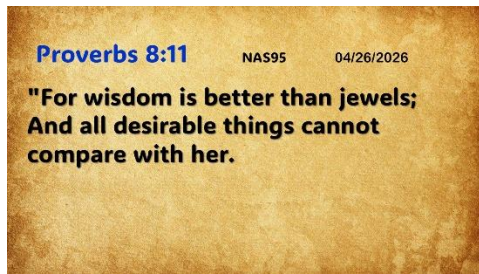 Proverbs 8:11 NAS95 04/26/2026
"For wisdom is better than jewels;
And all desirable things cannot
compare with her.